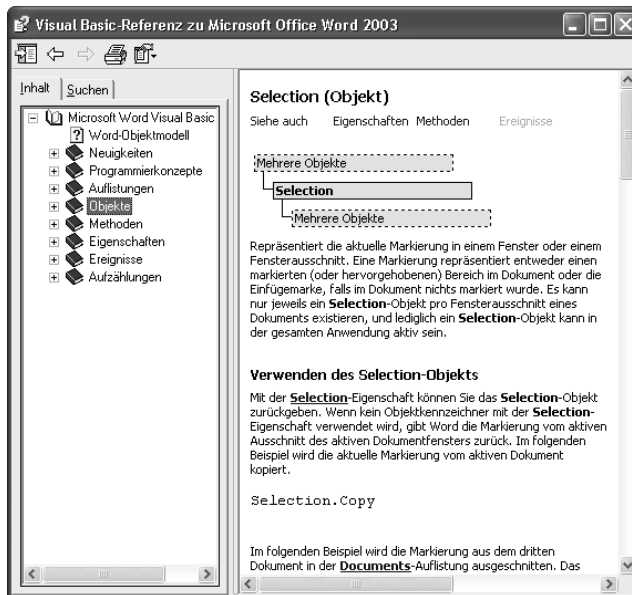 Visual Basic-Referenz zu Microsoft Office Word 2003
Inhalt
Suchen
Microsoft Word Visual Basic
Word-Objektmodell
Neuigkeiten
Programmierkonzepte
Auflistungen
Objekte
Methoden
Eigenschaften
Ereignisse
Aufzählungen
Selection (Objekt)
Siehe auch Eigenschaften Methoden Ereignisse
Mehrere Objekte
Selection
Mehrere Objekte
Repräsentiert die aktuelle Markierung in einem Fenster oder einem
Fensterausschnitt. Eine Markierung repräsentiert entweder einen
markierten (oder hervorgehobenen) Bereich im Dokument oder die
Einfügemarke, falls im Dokument nichts markiert wurde. Es kann
nur jeweils ein Selection-Objekt pro Fensterausschnitt eines
Dokuments existieren, und lediglich ein Selection-Objekt kann in
der gesamten Anwendung aktiv sein.
Verwenden des Selection-Objekts
Mit der Selection-Eigenschaft können Sie das Selection-Objekt
zurückgeben. Wenn kein Objektkennzeichner mit der Selection-
Eigenschaft verwendet wird, gibt Word die Markierung vom aktiven
Ausschnitt des aktiven Dokumentfensters zurück. Im folgenden
Beispiel wird die aktuelle Markierung vom aktiven Dokument
kopiert.
Selection.Copy
Im folgenden Beispiel wird die Markierung aus dem dritten
Dokument in der Documents-Auflistung ausgeschnitten. Das